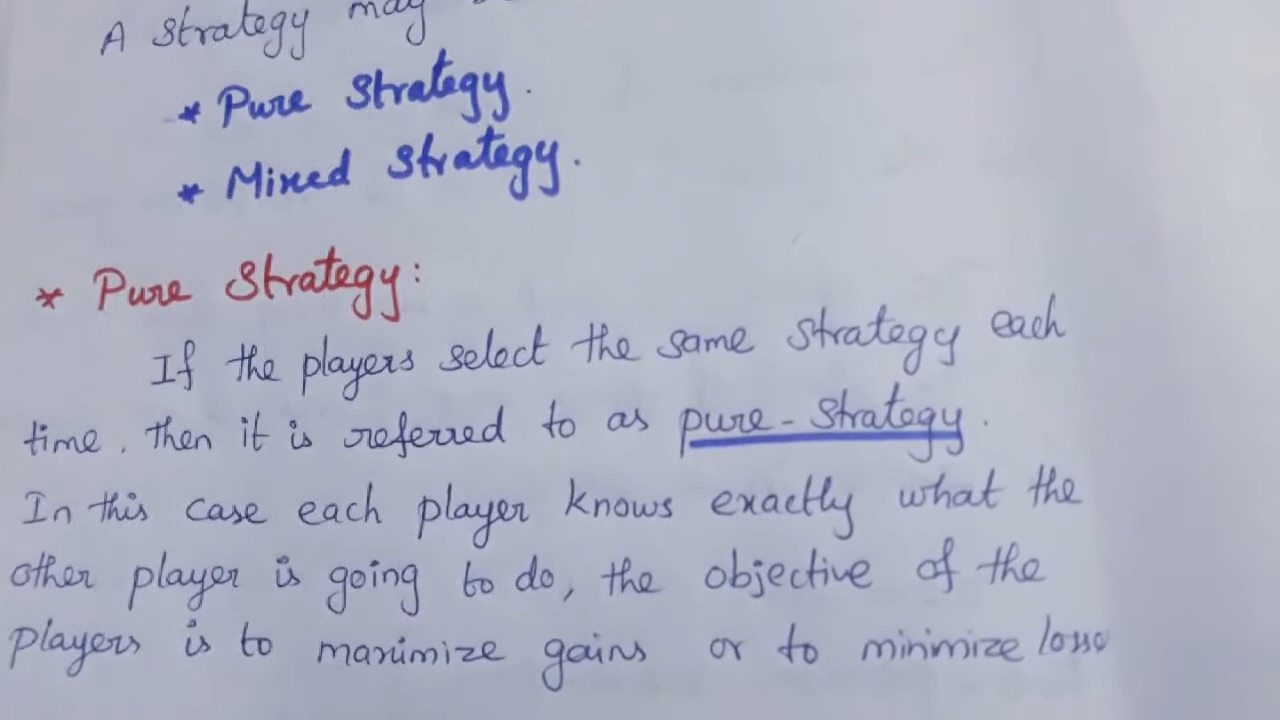 A Strategy may
* Pure Strategy.
* Mixed Strategy.
* Pure Strategy:
If the players select the same strategy each
time, then it is referred to as pure-strategy.
In this case each player knows exactly what the
other player is going to do, the objective of the
players is to maximize gains or to minimize